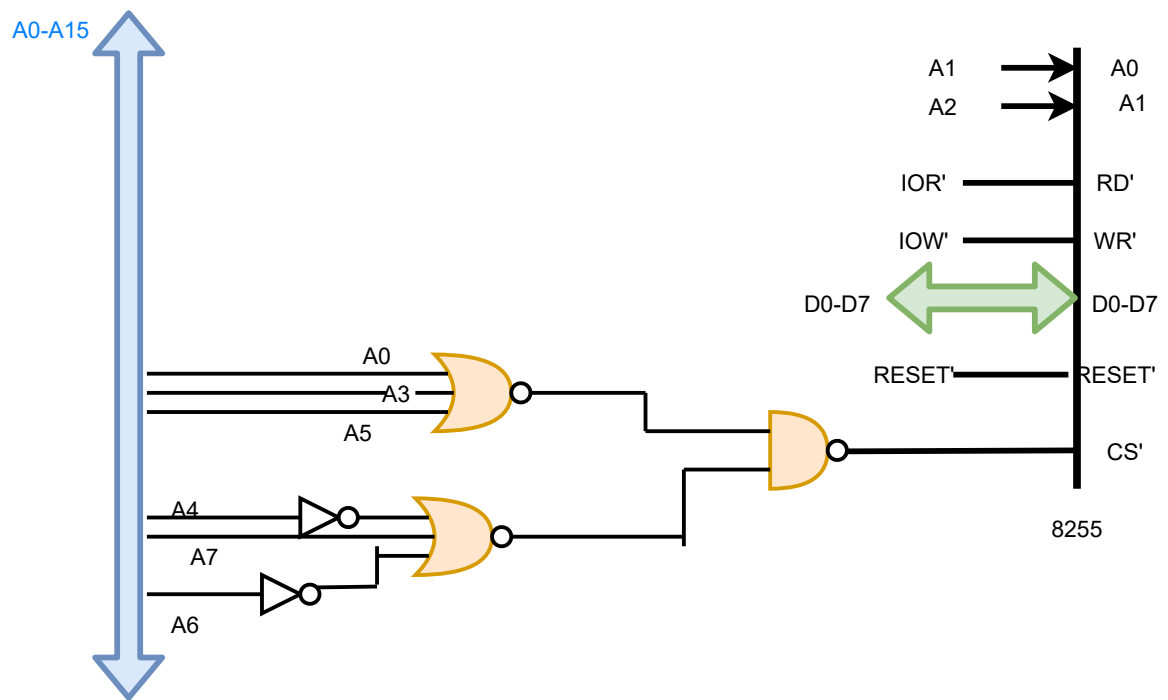 A0-A15
A1
A0
A2
A1
IOR'
RD'
IOW'
WR'
D0-D7
D0-D7
A0
A3
RESET'
RESET'
A5
CS'
A4
8255
A7
A6